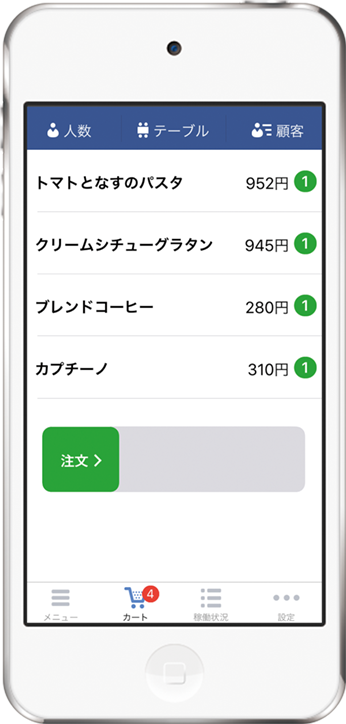 人数 テーブル 顧客
トマトとなすのパスタ 952円 1
クリームシチューグラタン 945円 1
ブレンドコーヒー 280円 1
カプチーノ 310円 1
注文 >
4
メニュー カート 稼働状況 設定